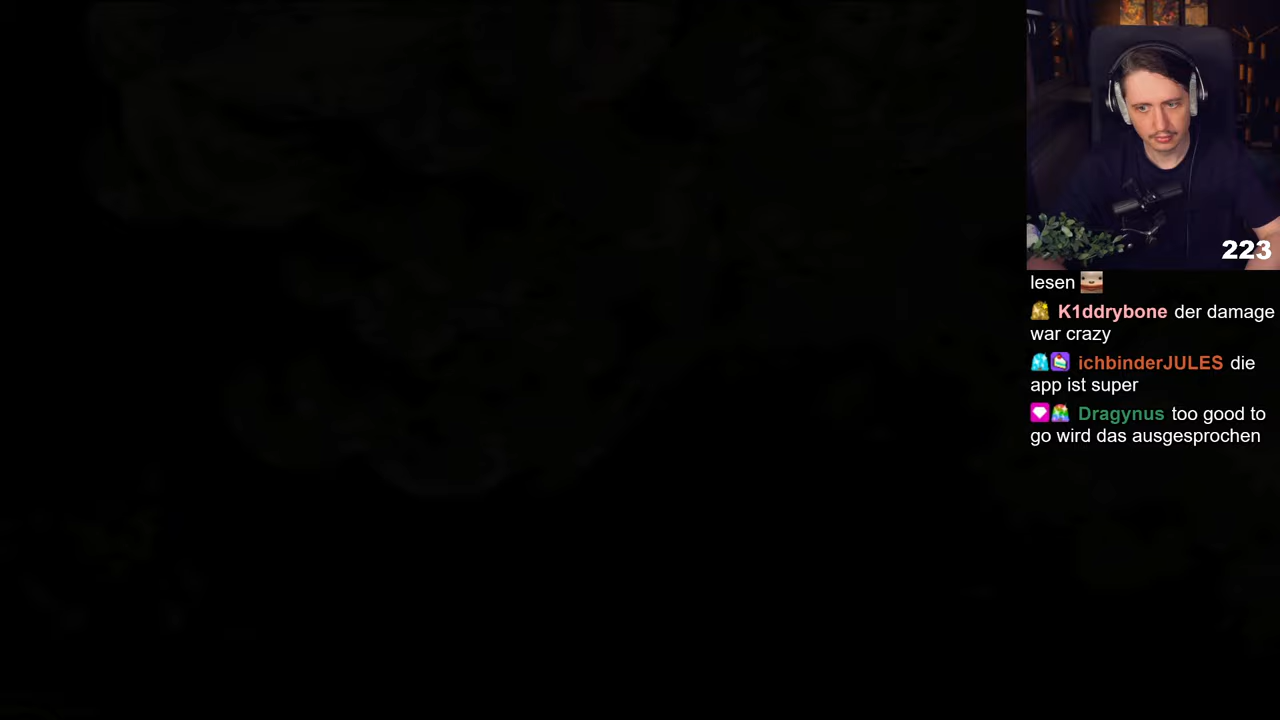 223
lesen
K1ddrybone der damage
war crazy
ichbinderJULES die
app ist super
Dragynus too good to
go wird das ausgesprochen